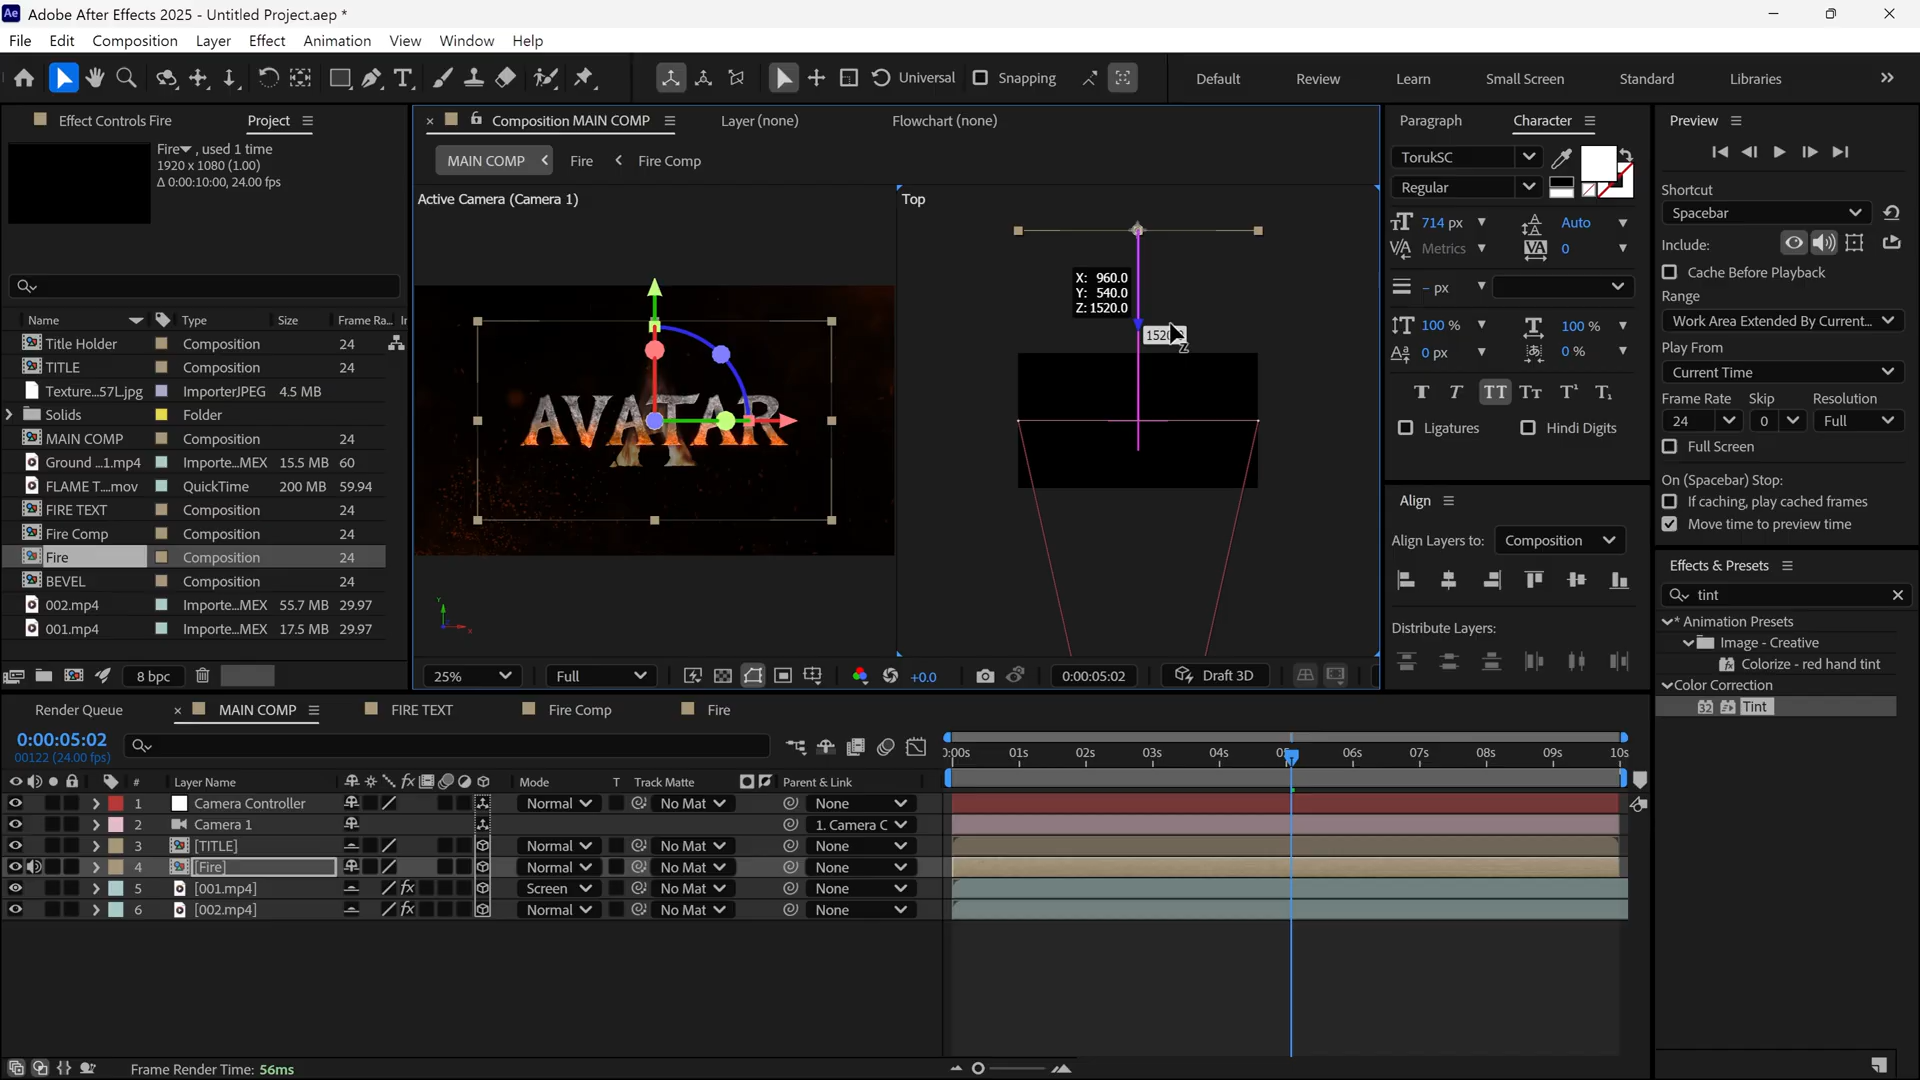 Adobe After Effects 2025 - Untitled Project.aep *
File Edit Composition Layer Effect Animation View Window Help
Universal Snapping Default Review Learn Small Screen Standard Libraries
Effect Controls Fire Project
Fire , used 1 time
1920 x 1080 (1.00)
Δ 0:00:10:00, 24.00 fps
Name Type Size Frame Ra...
Title Holder Composition 24
TITLE Composition 24
Texture...57L.jpg ImporterJPEG 4.5 MB
Solids Folder
MAIN COMP Composition 24
Ground ...1.mp4 Importe...MEX 15.5 MB 60
FLAME T....mov QuickTime 200 MB 59.94
FIRE TEXT Composition 24
Fire Comp Composition 24
Fire Composition 24
BEVEL Composition 24
002.mp4 Importe...MEX 55.7 MB 29.97
001.mp4 Importe...MEX 17.5 MB 29.97
8 bpc
Composition MAIN COMP Layer (none) Flowchart (none)
MAIN COMP Fire Fire Comp
Active Camera (Camera 1) Top
AVATAR
X: 960.0
Y: 540.0
Z: 1520.0
25% Full +0.0 0:00:05:02 Draft 3D
Paragraph Character
TorukSC
Regular
714 px Auto
Metrics 0
- px
100 % 100 %
0 px 0 %
Ligatures Hindi Digits
Align
Align Layers to: Composition
Distribute Layers:
Preview
Shortcut
Spacebar
Include:
Cache Before Playback
Range
Work Area Extended By Current...
Play From
Current Time
Frame Rate Skip Resolution
24 0 Full
Full Screen
On (Spacebar) Stop:
If caching, play cached frames
Move time to preview time
Effects & Presets
tint
* Animation Presets
Image - Creative
Colorize - red hand tint
Color Correction
32 Tint
Render Queue MAIN COMP FIRE TEXT Fire Comp Fire
0:00:05:02
00122 (24.00 fps)
:00s 01s 02s 03s 04s 06s 07s 08s 09s 10s
# Layer Name fx Mode T Track Matte Parent & Link
1 Camera Controller Normal No Mat None
2 Camera 1 1. Camera C
3 [TITLE] Normal No Mat None
4 [Fire] Normal No Mat None
5 [001.mp4] fx Screen No Mat None
6 [002.mp4] fx Normal No Mat None
Frame Render Time: 56ms